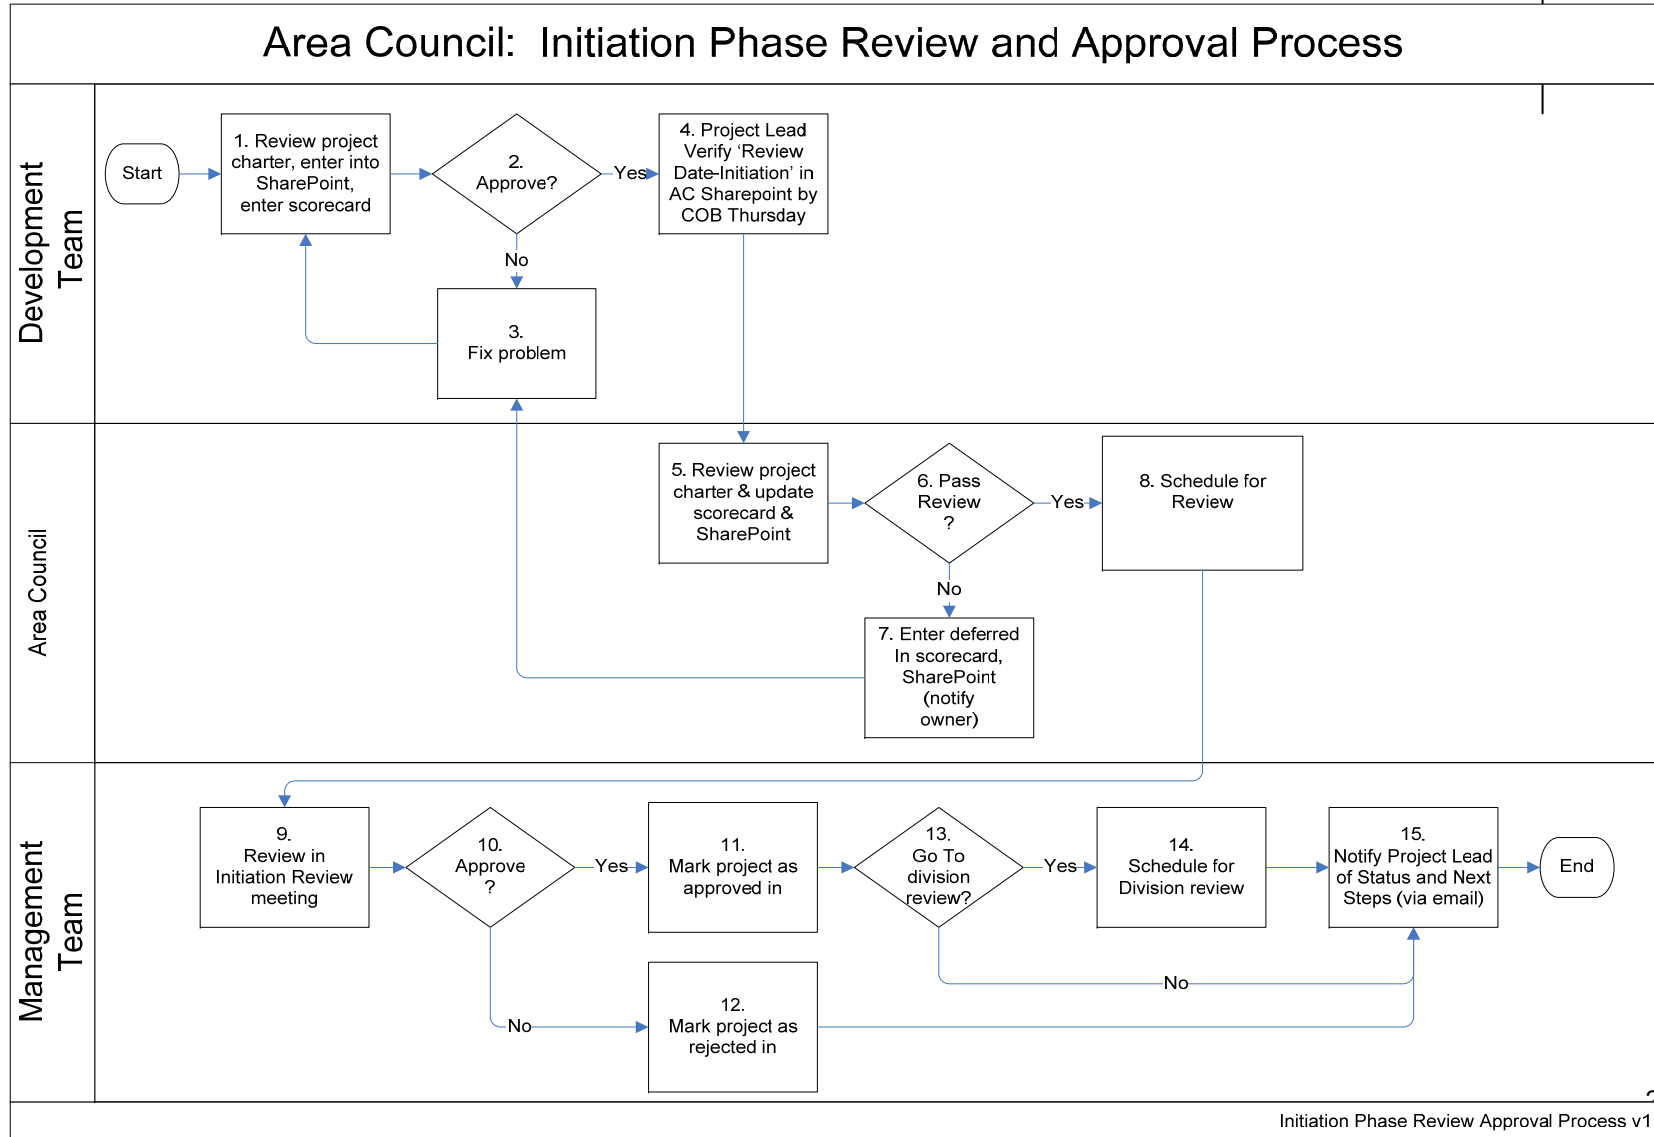 Area Council:  Initiation Phase Review and Approval Process
Development
Team
Start
1. Review project
charter, enter into
SharePoint,
enter scorecard
2.
Approve?
Yes
4. Project Lead
Verify ‘Review
Date-Initiation’ in
AC Sharepoint by
COB Thursday
No
3.
Fix problem
Area Council
5. Review project
charter & update
scorecard &
SharePoint
6. Pass
Review
?
Yes
8. Schedule for
Review
No
7. Enter deferred
In scorecard,
SharePoint
(notify
owner)
Management
Team
9.
Review in
Initiation Review
meeting
10.
Approve
?
Yes
11.
Mark project as
approved in
13.
Go To
division
review?
Yes
14.
Schedule for
Division review
15.
Notify Project Lead
of Status and Next
Steps (via email)
End
No
No
12.
Mark project as
rejected in
Initiation Phase Review Approval Process v1